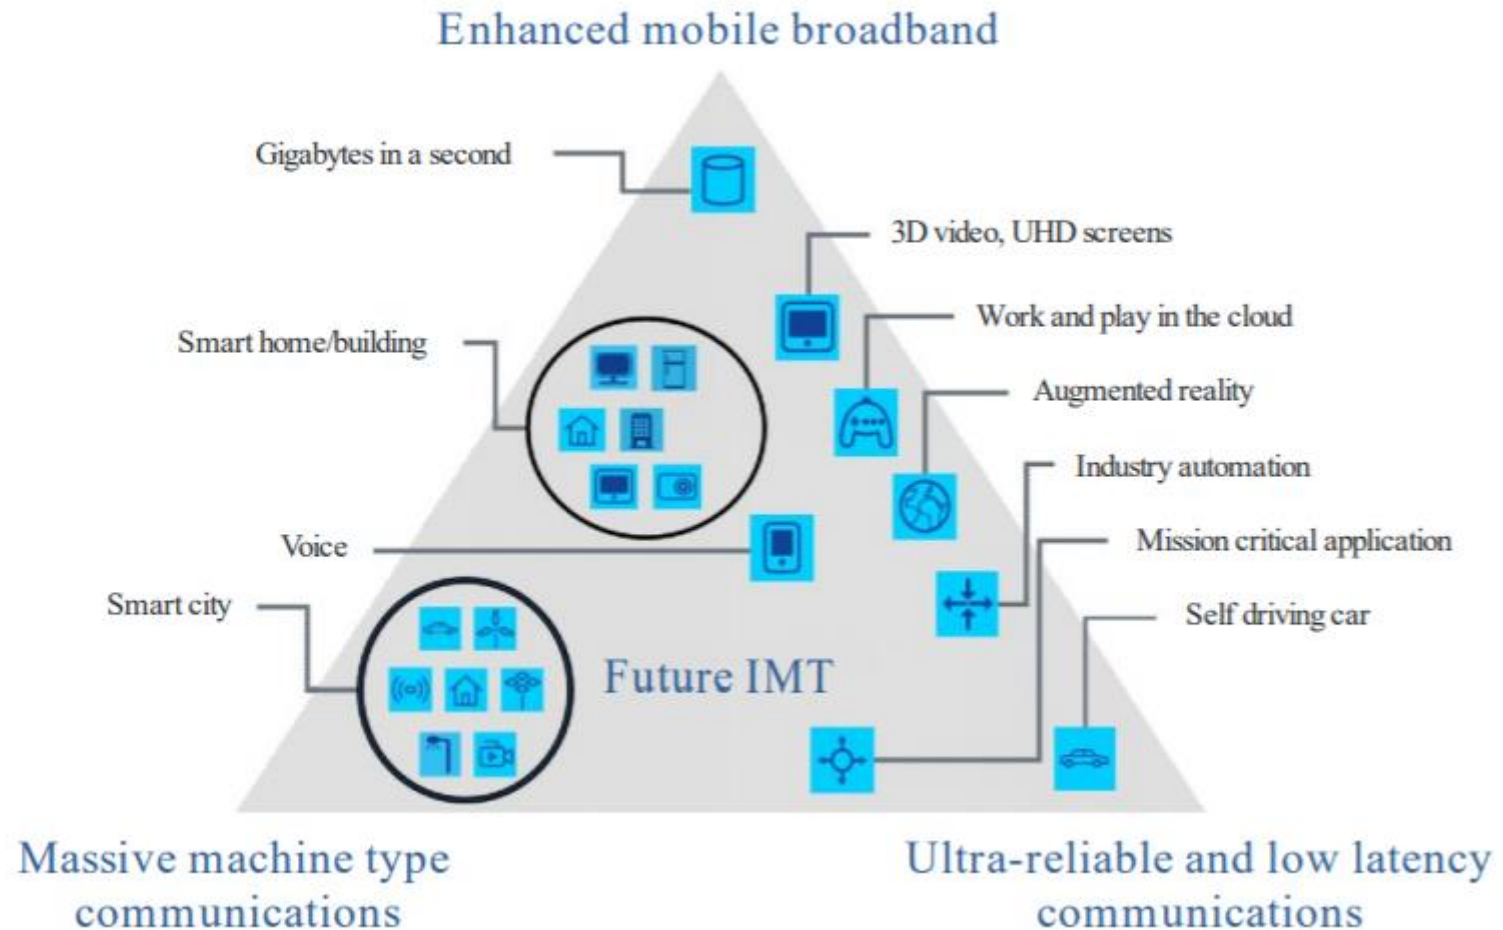 Enhanced mobile broadband
Gigabytes in a second
3D video, UHD screens
Work and play in the cloud
Smart home/building
Augmented reality
Industry automation
Mission critical application
Voice
Smart city
Self driving car
Future IMT
Massive machine type
communications
Ultra-reliable and low latency
communications